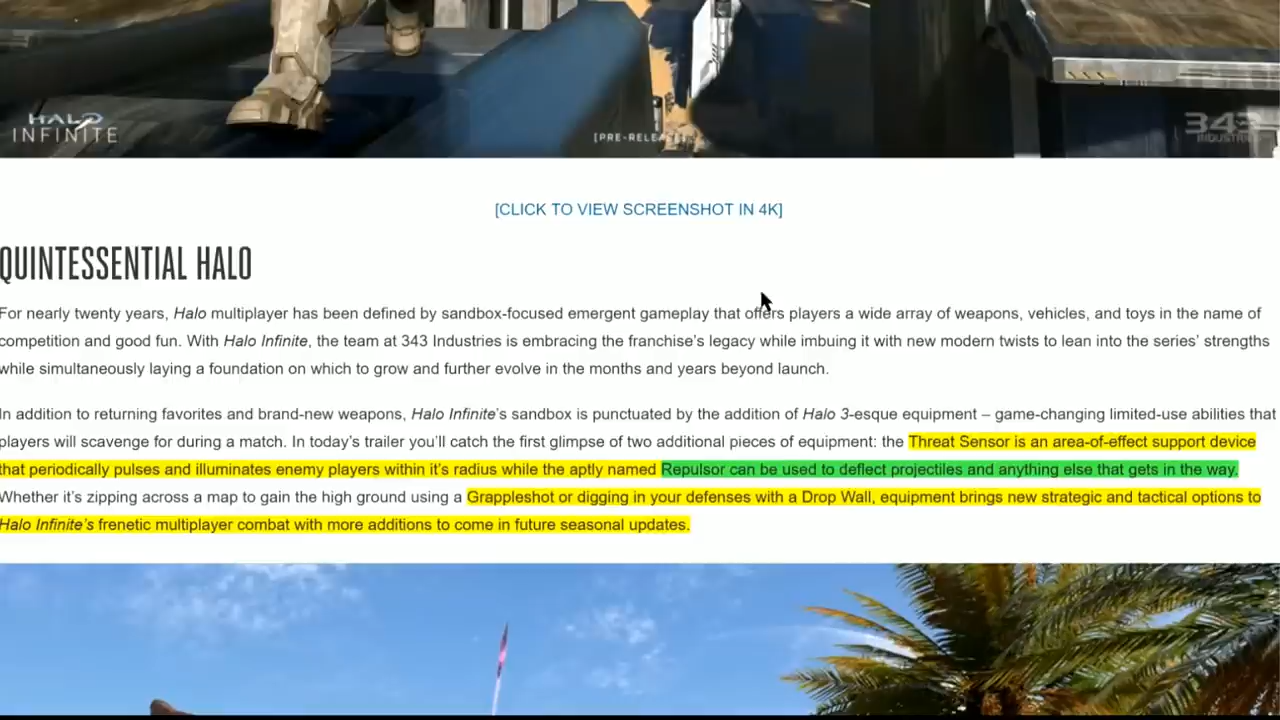 HALO
INFINITE
[PRE-RELEA
343
INDUSTRI
[CLICK TO VIEW SCREENSHOT IN 4K]
QUINTESSENTIAL HALO
For nearly twenty years, Halo multiplayer has been defined by sandbox-focused emergent gameplay that offers players a wide array of weapons, vehicles, and toys in the name of
competition and good fun. With Halo Infinite, the team at 343 Industries is embracing the franchise's legacy while imbuing it with new modern twists to lean into the series' strengths
while simultaneously laying a foundation on which to grow and further evolve in the months and years beyond launch.
In addition to returning favorites and brand-new weapons, Halo Infinite's sandbox is punctuated by the addition of Halo 3-esque equipment – game-changing limited-use abilities that
players will scavenge for during a match. In today's trailer you'll catch the first glimpse of two additional pieces of equipment: the Threat Sensor is an area-of-effect support device
that periodically pulses and illuminates enemy players within it's radius while the aptly named Repulsor can be used to deflect projectiles and anything else that gets in the way.
Whether it's zipping across a map to gain the high ground using a Grappleshot or digging in your defenses with a Drop Wall, equipment brings new strategic and tactical options to
Halo Infinite's frenetic multiplayer combat with more additions to come in future seasonal updates.